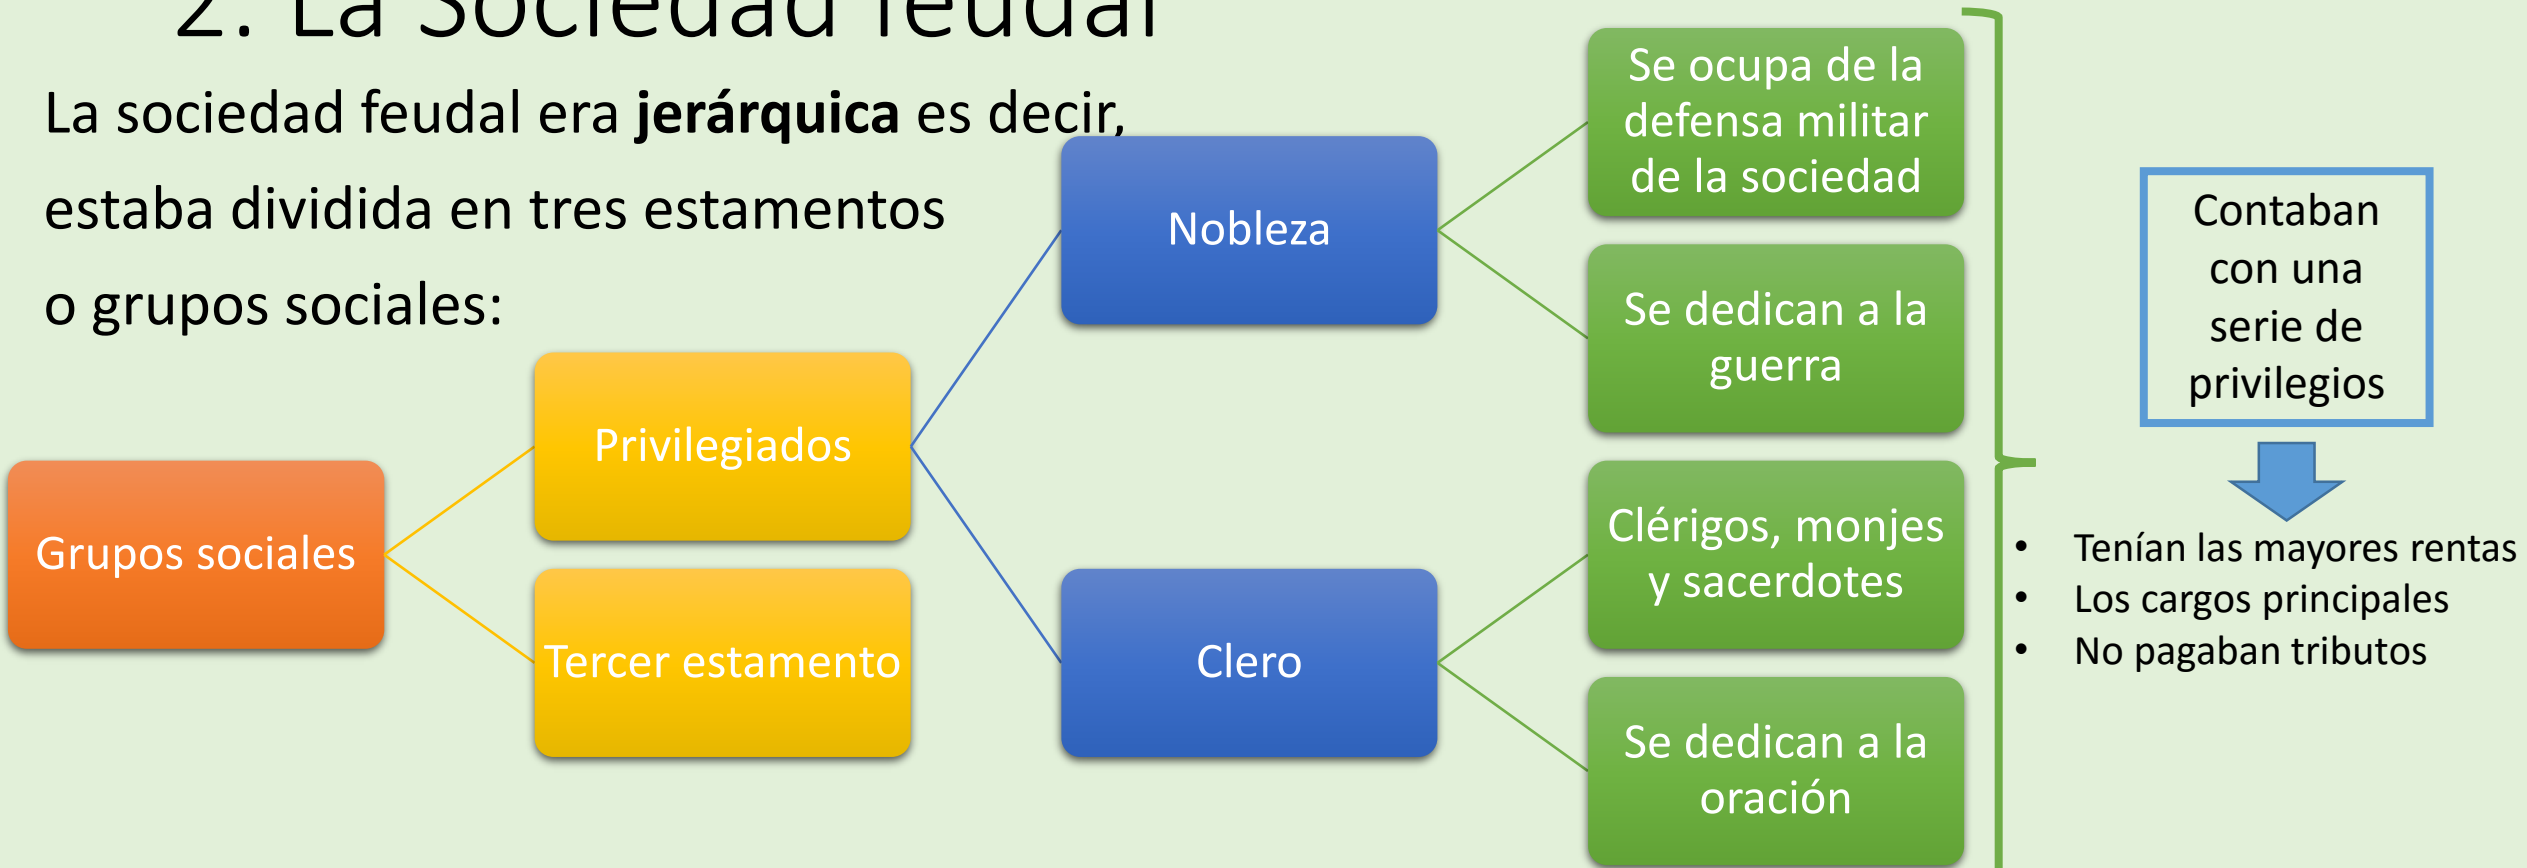 2. La Sociedad feudal
La sociedad feudal era jerárquica es decir,
estaba dividida en tres estamentos
o grupos sociales:
Grupos sociales
Privilegiados
Tercer estamento
Nobleza
Clero
Se ocupa de la
defensa militar
de la sociedad
Se dedican a la
guerra
Clérigos, monjes
y sacerdotes
Se dedican a la
oración
Contaban
con una
serie de
privilegios
• Tenían las mayores rentas
• Los cargos principales
• No pagaban tributos